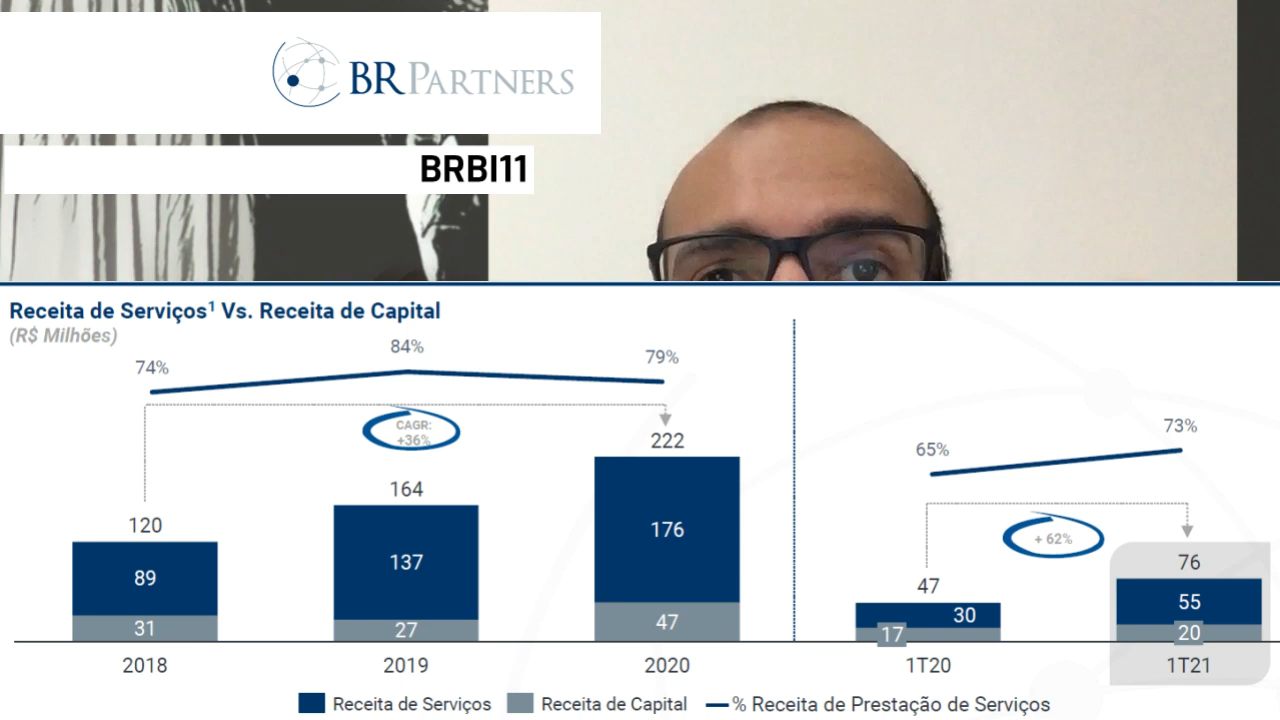 BR PARTNERS
BRBI11
Receita de Serviços¹ Vs. Receita de Capital
(R$ Milhões)
74%
84%
79%
CAGR:
+36%
120
164
222
89
137
176
31
27
47
2018
2019
2020
65%
73%
+ 62%
47
76
30
55
17
20
1T20
1T21
Receita de Serviços
Receita de Capital
% Receita de Prestação de Serviços